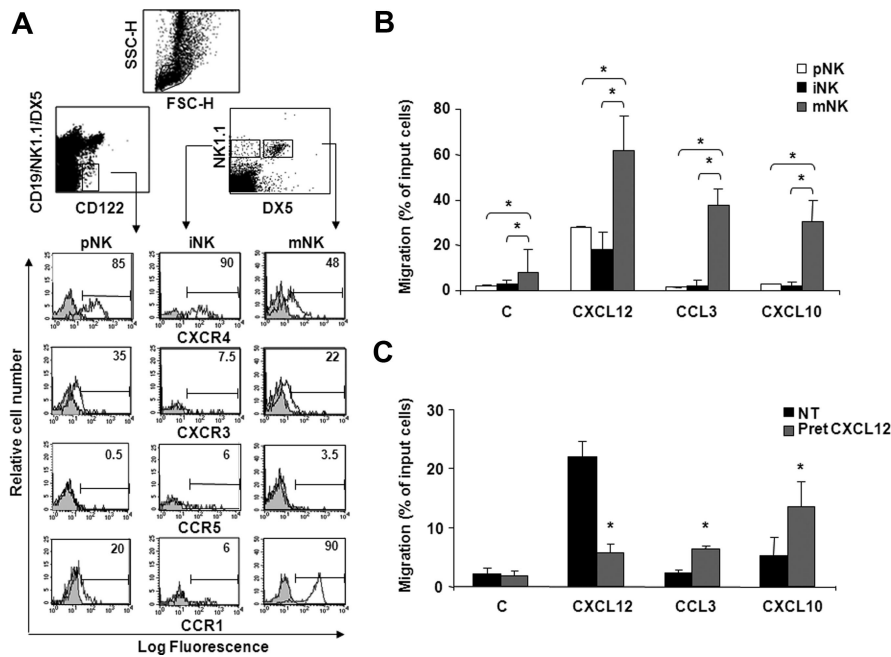 A
SSC-H
FSC-H
CD19/NK1.1/DX5
CD122
NK1.1
DX5
pNK iNK mNK
85 90 48
CXCR4
35 7.5 22
CXCR3
0.5 6 3.5
CCR5
20 6 90
CCR1
Relative cell number
Log Fluorescence
B
pNK
iNK
mNK
Migration (% of input cells)
80
60
40
20
0
* * * * * * * *
C CXCL12 CCL3 CXCL10
C
NT
Pret CXCL12
Migration (% of input cells)
30
20
10
0
* * *
C CXCL12 CCL3 CXCL10